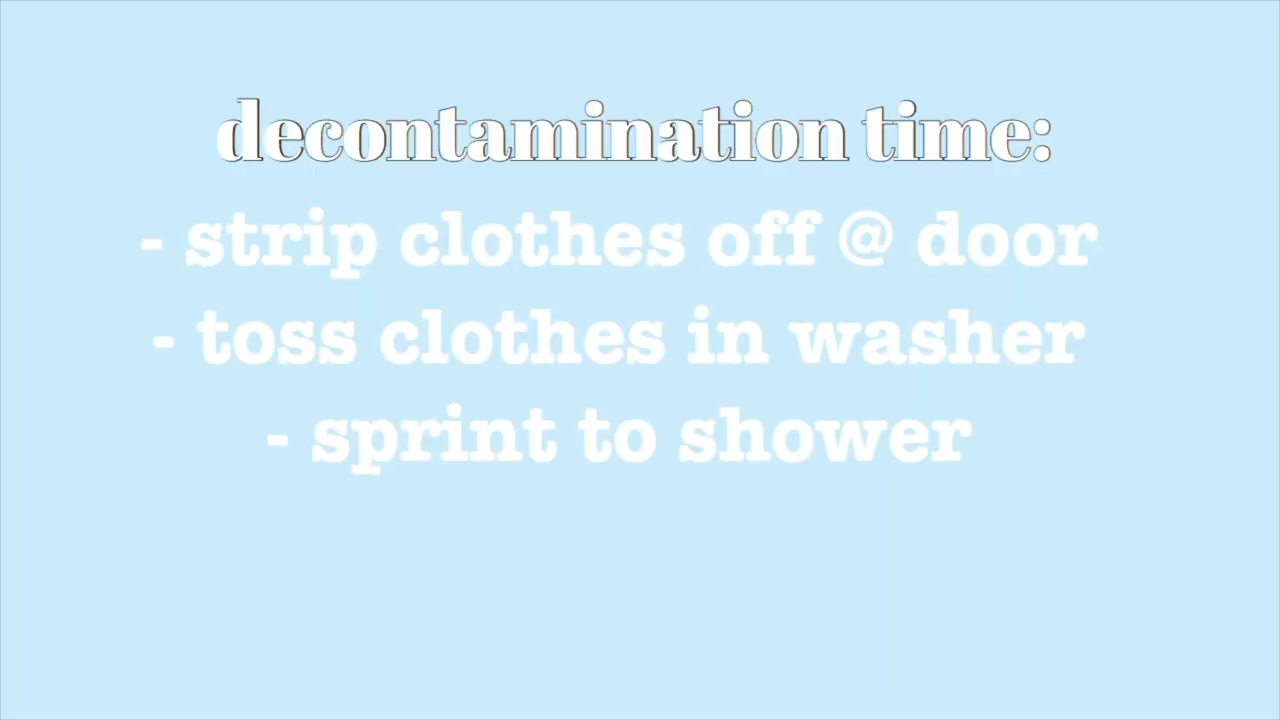 decontamination time:
- strip clothes off @ door
- toss clothes in washer
- sprint to shower